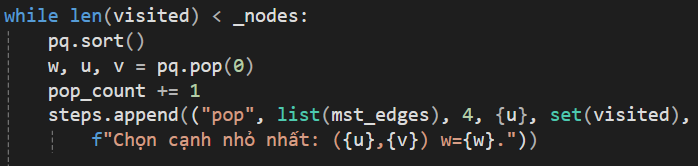 while len(visited) < _nodes:
pq.sort()
w, u, v = pq.pop(0)
pop_count += 1
steps.append(("pop", list(mst_edges), 4, {u}, set(visited),
f"Chọn cạnh nhỏ nhất: ({u},{v}) w={w}."))